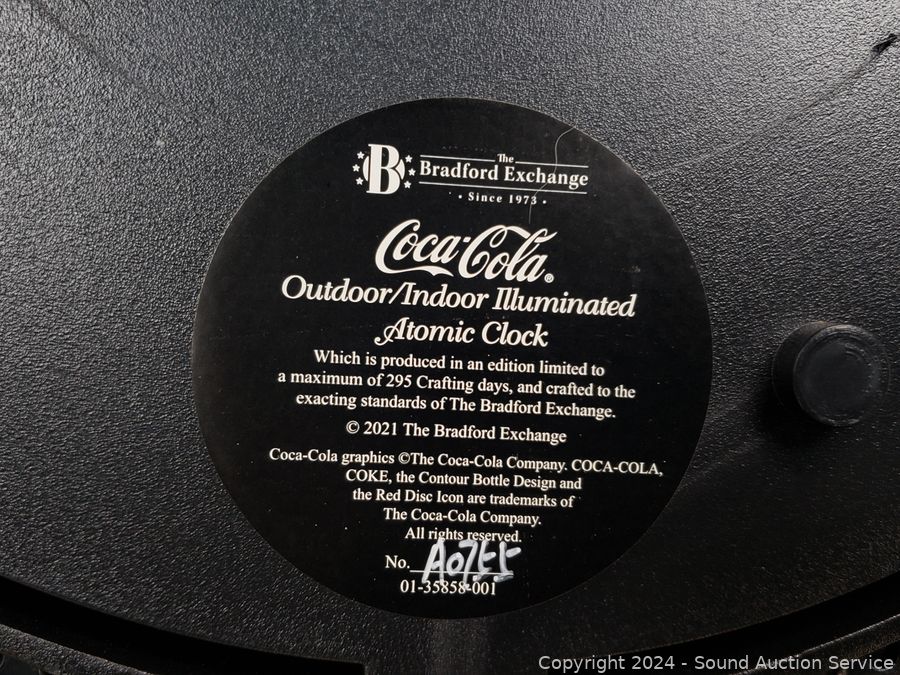 B
The
Bradford Exchange
• Since 1973 •
Coca-Cola®
Outdoor/Indoor Illuminated
Atomic Clock
Which is produced in an edition limited to
a maximum of 295 Crafting days, and crafted to the
exacting standards of The Bradford Exchange.
© 2021 The Bradford Exchange
Coca-Cola graphics ©The Coca-Cola Company. COCA-COLA,
COKE, the Contour Bottle Design and
the Red Disc Icon are trademarks of
The Coca-Cola Company.
All rights reserved.
No. A0755
01-35858-001
Copyright 2024 - Sound Auction Service